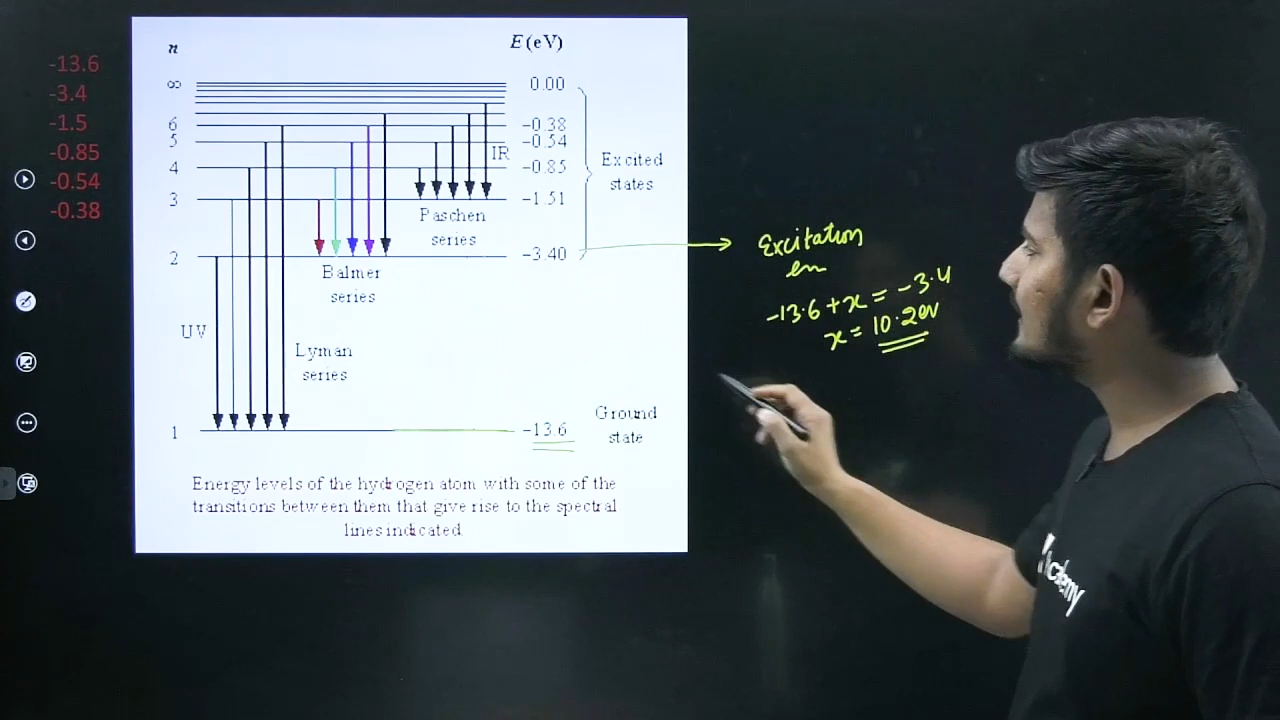 -13.6
-3.4
-1.5
-0.85
-0.54
-0.38
n E (eV)
∞ 0.00
6 –0.38
5 –0.54
IR
4 –0.85
3 –1.51
2 –3.40
1 –13.6
Excited
states
Paschen
series
Balmer
series
UV
Lyman
series
Ground
state
Energy levels of the hydrogen atom with some of the
transitions between them that give rise to the spectral
lines indicated
Excitation
en
-13.6 + x = -3.4
x = 10.2 eV
cademy